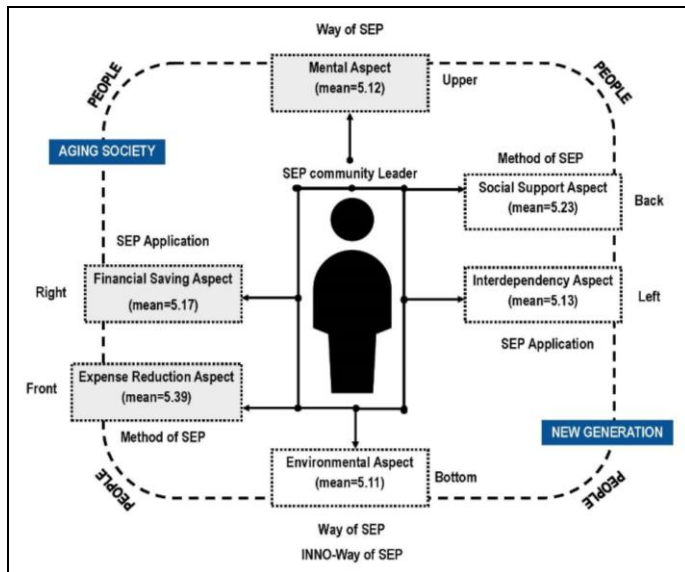 Way of SEP
PEOPLE
Mental Aspect
(mean=5.12)
Upper
PEOPLE
AGING SOCIETY
SEP community Leader
Method of SEP
Social Support Aspect
(mean=5.23)
Back
SEP Application
Right
Financial Saving Aspect
(mean=5.17)
Interdependency Aspect
(mean=5.13)
Left
SEP Application
Front
Expense Reduction Aspect
(mean=5.39)
Method of SEP
NEW GENERATION
PEOPLE
Environmental Aspect
(mean=5.11)
Bottom
PEOPLE
Way of SEP
INNO-Way of SEP